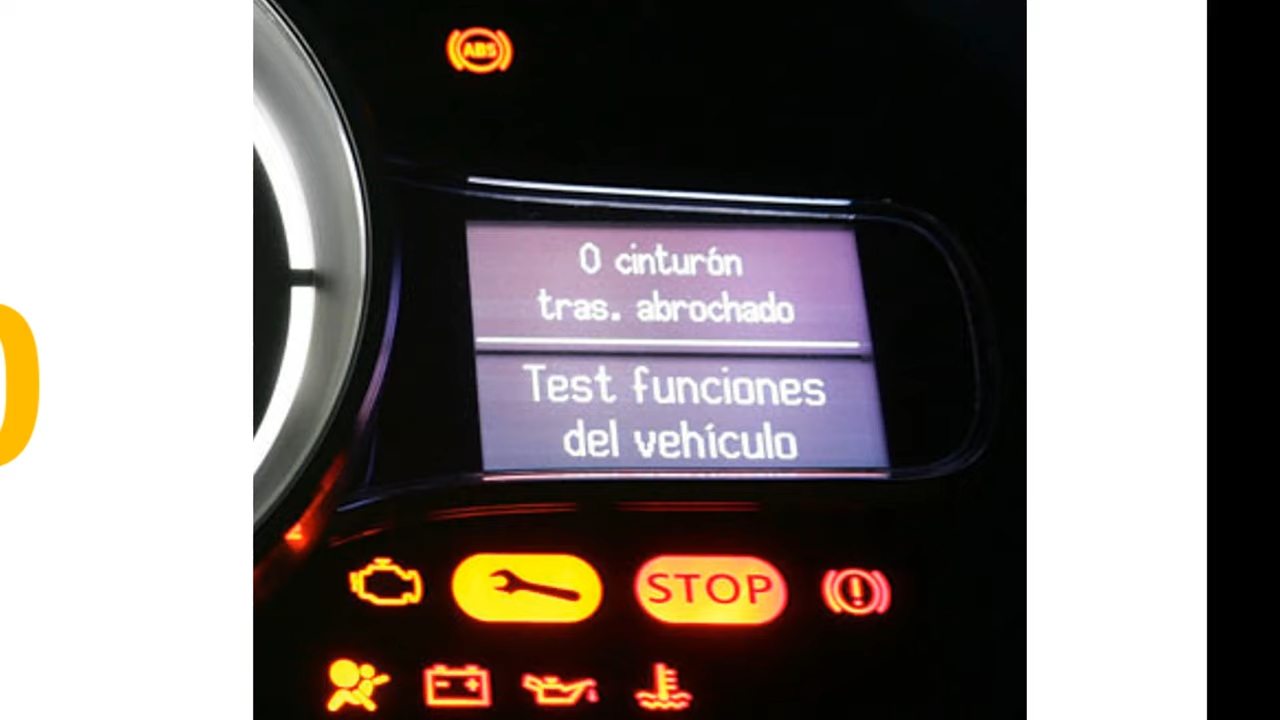 ABS
0 cinturón
tras. abrochado
Test funciones
del vehículo
STOP